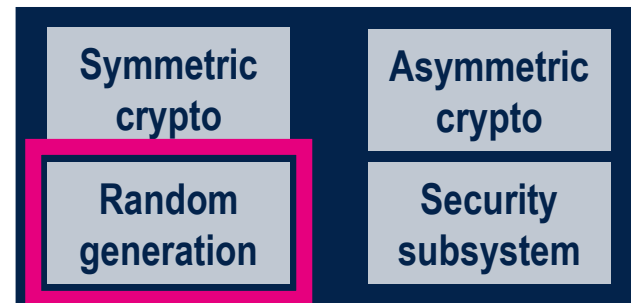 Symmetric
crypto
Asymmetric
crypto
Random
generation
Security
subsystem